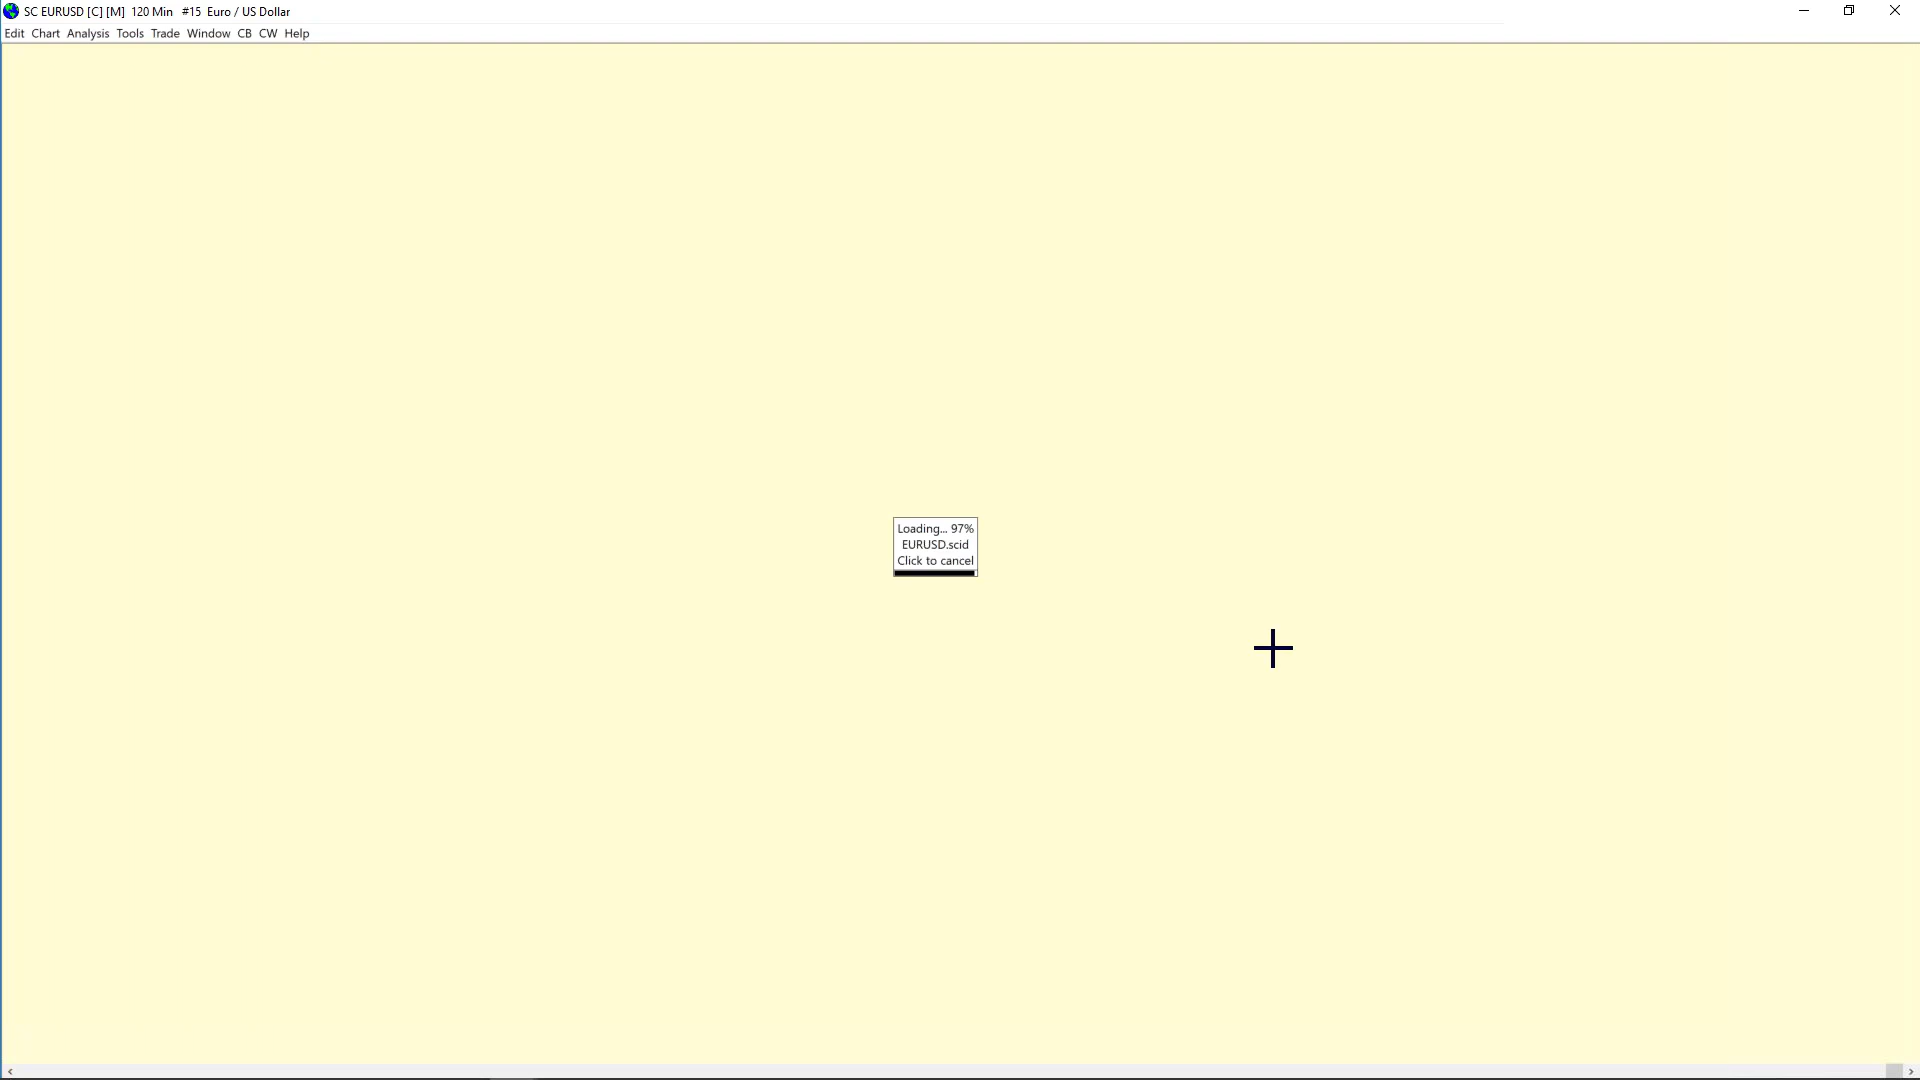 SC EURUSD [C] [M] 120 Min #15 Euro / US Dollar
Edit Chart Analysis Tools Trade Window CB CW Help
Loading... 97%
EURUSD.scid
Click to cancel